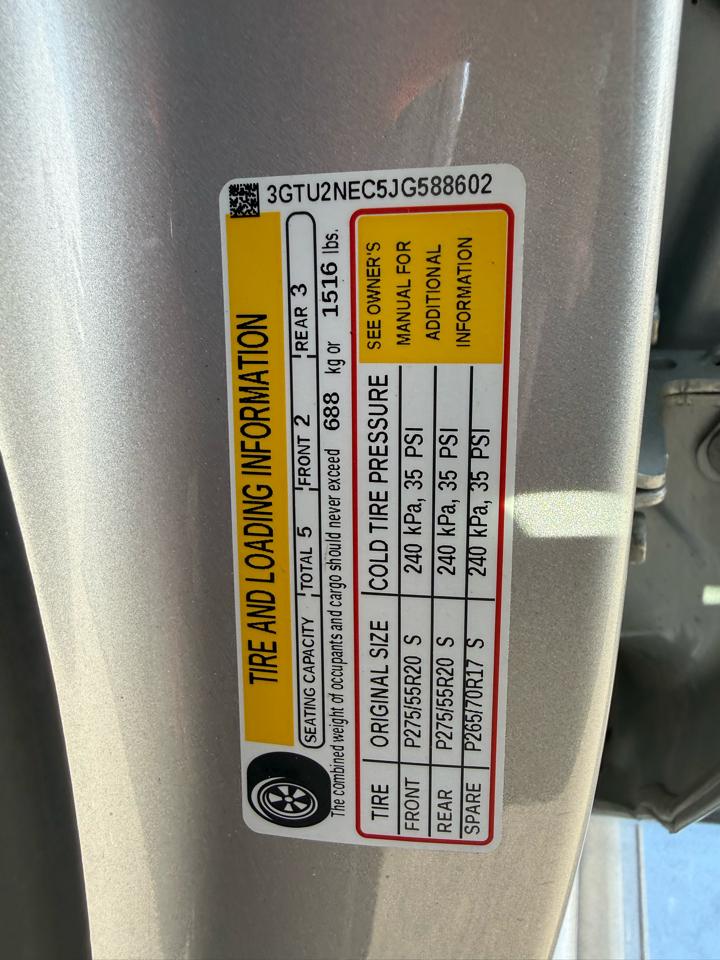 3GTU2NEC5JG588602
TIRE AND LOADING INFORMATION
SEATING CAPACITY TOTAL 5 FRONT 2 REAR 3
The combined weight of occupants and cargo should never exceed 688 kg or 1516 lbs.
TIRE ORIGINAL SIZE COLD TIRE PRESSURE
FRONT P275/55R20 S 240 kPa, 35 PSI
REAR P275/55R20 S 240 kPa, 35 PSI
SPARE P265/70R17 S 240 kPa, 35 PSI
SEE OWNER'S
MANUAL FOR
ADDITIONAL
INFORMATION